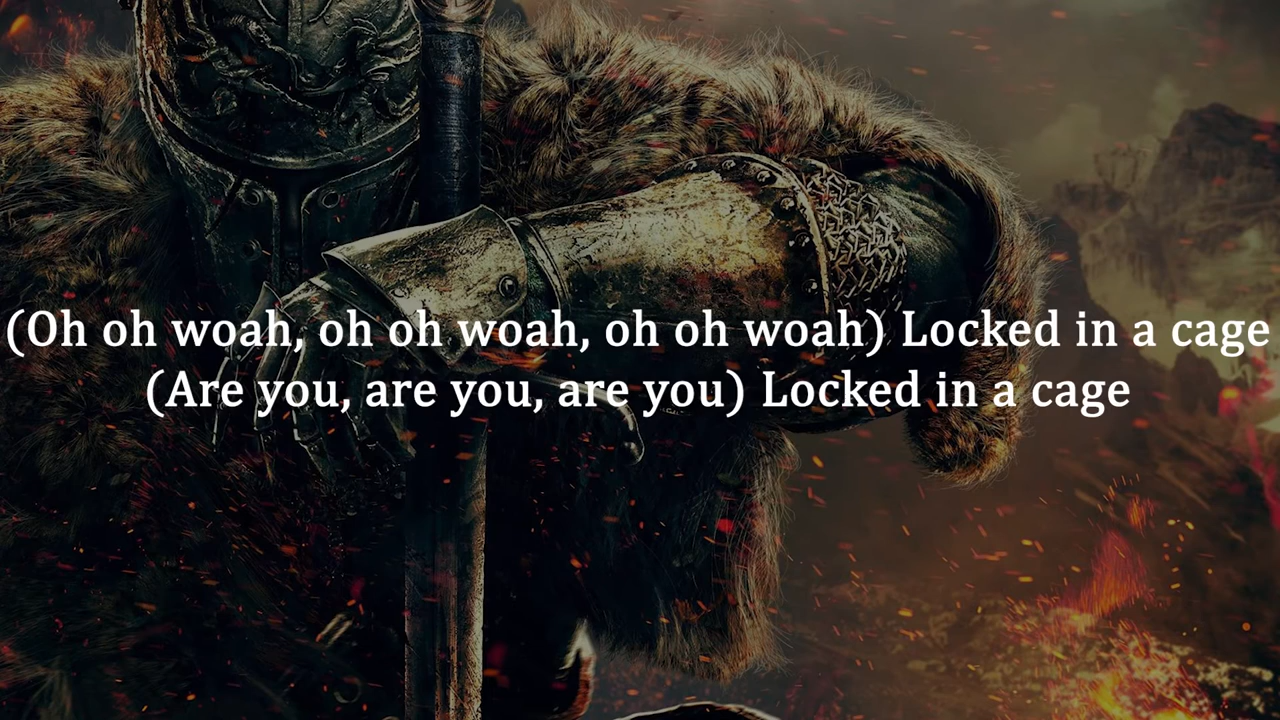 (Oh oh woah, oh oh woah, oh oh woah) Locked in a cage
(Are you, are you, are you) Locked in a cage